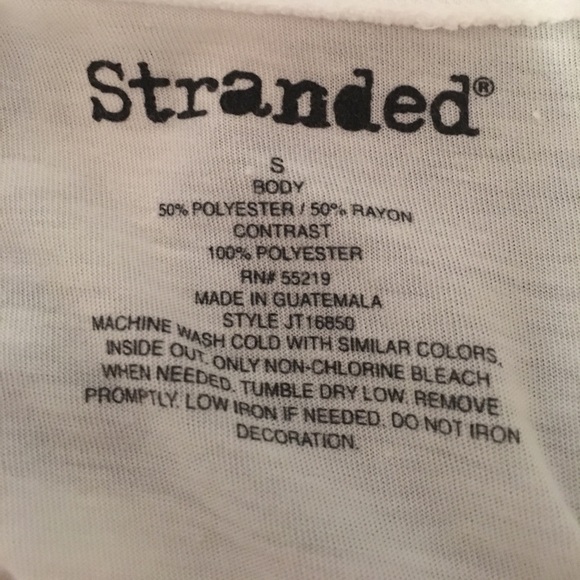 Stranded®
S
BODY
50% POLYESTER / 50% RAYON
CONTRAST
100% POLYESTER
RN# 55219
MADE IN GUATEMALA
STYLE JT16850
MACHINE WASH COLD WITH SIMILAR COLORS,
INSIDE OUT. ONLY NON-CHLORINE BLEACH
WHEN NEEDED. TUMBLE DRY LOW. REMOVE
PROMPTLY. LOW IRON IF NEEDED. DO NOT IRON
DECORATION.